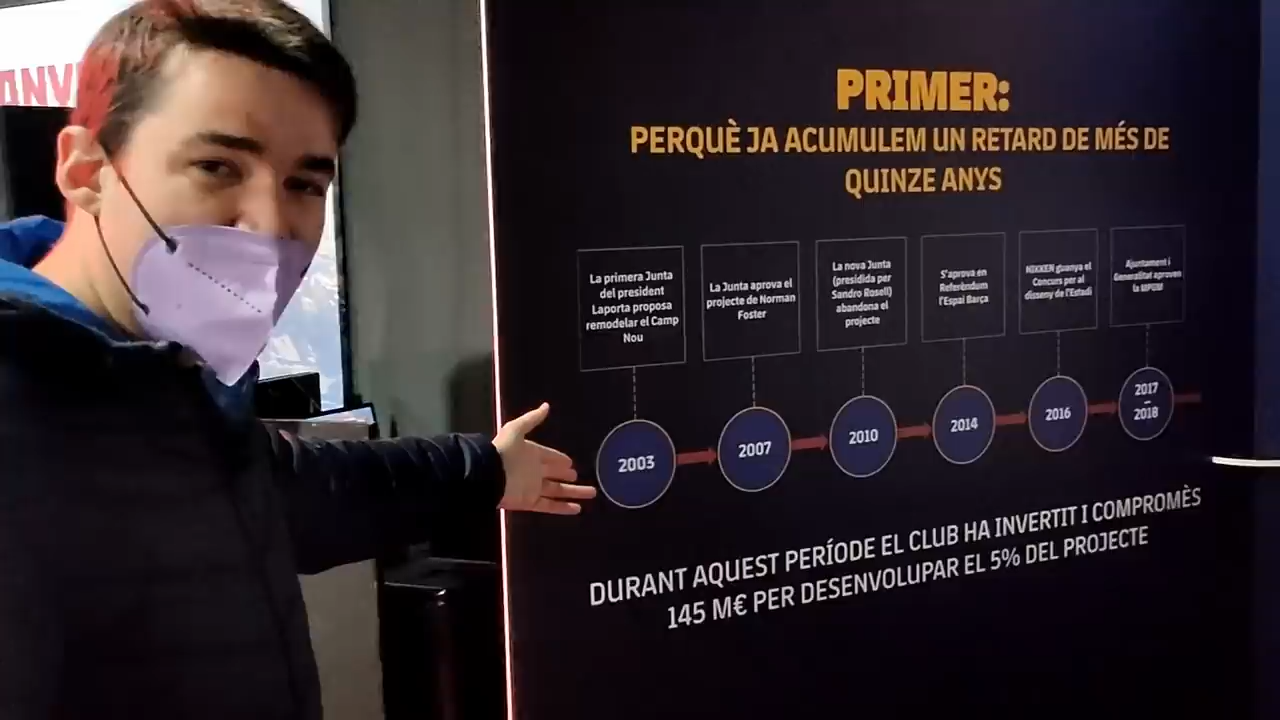 ANV
PRIMER:
PERQUÈ JA ACUMULEM UN RETARD DE MÉS DE
QUINZE ANYS
La primera Junta
del president
Laporta proposa
remodelar el Camp
Nou
La Junta aprova el
projecte de Norman
Foster
La nova Junta
(presidida per
Sandro Rosell)
abandona el
projecte
S'aprova en
Referèndum
l'Espai Barça
NIKKEN guanya el
Concurs per al
disseny de l'Estadi
Ajuntament i
Generalitat aproven
la MPGM
2003
2007
2010
2014
2016
2017
–
2018
DURANT AQUEST PERÍODE EL CLUB HA INVERTIT I COMPROMÈS
145 M€ PER DESENVOLUPAR EL 5% DEL PROJECTE